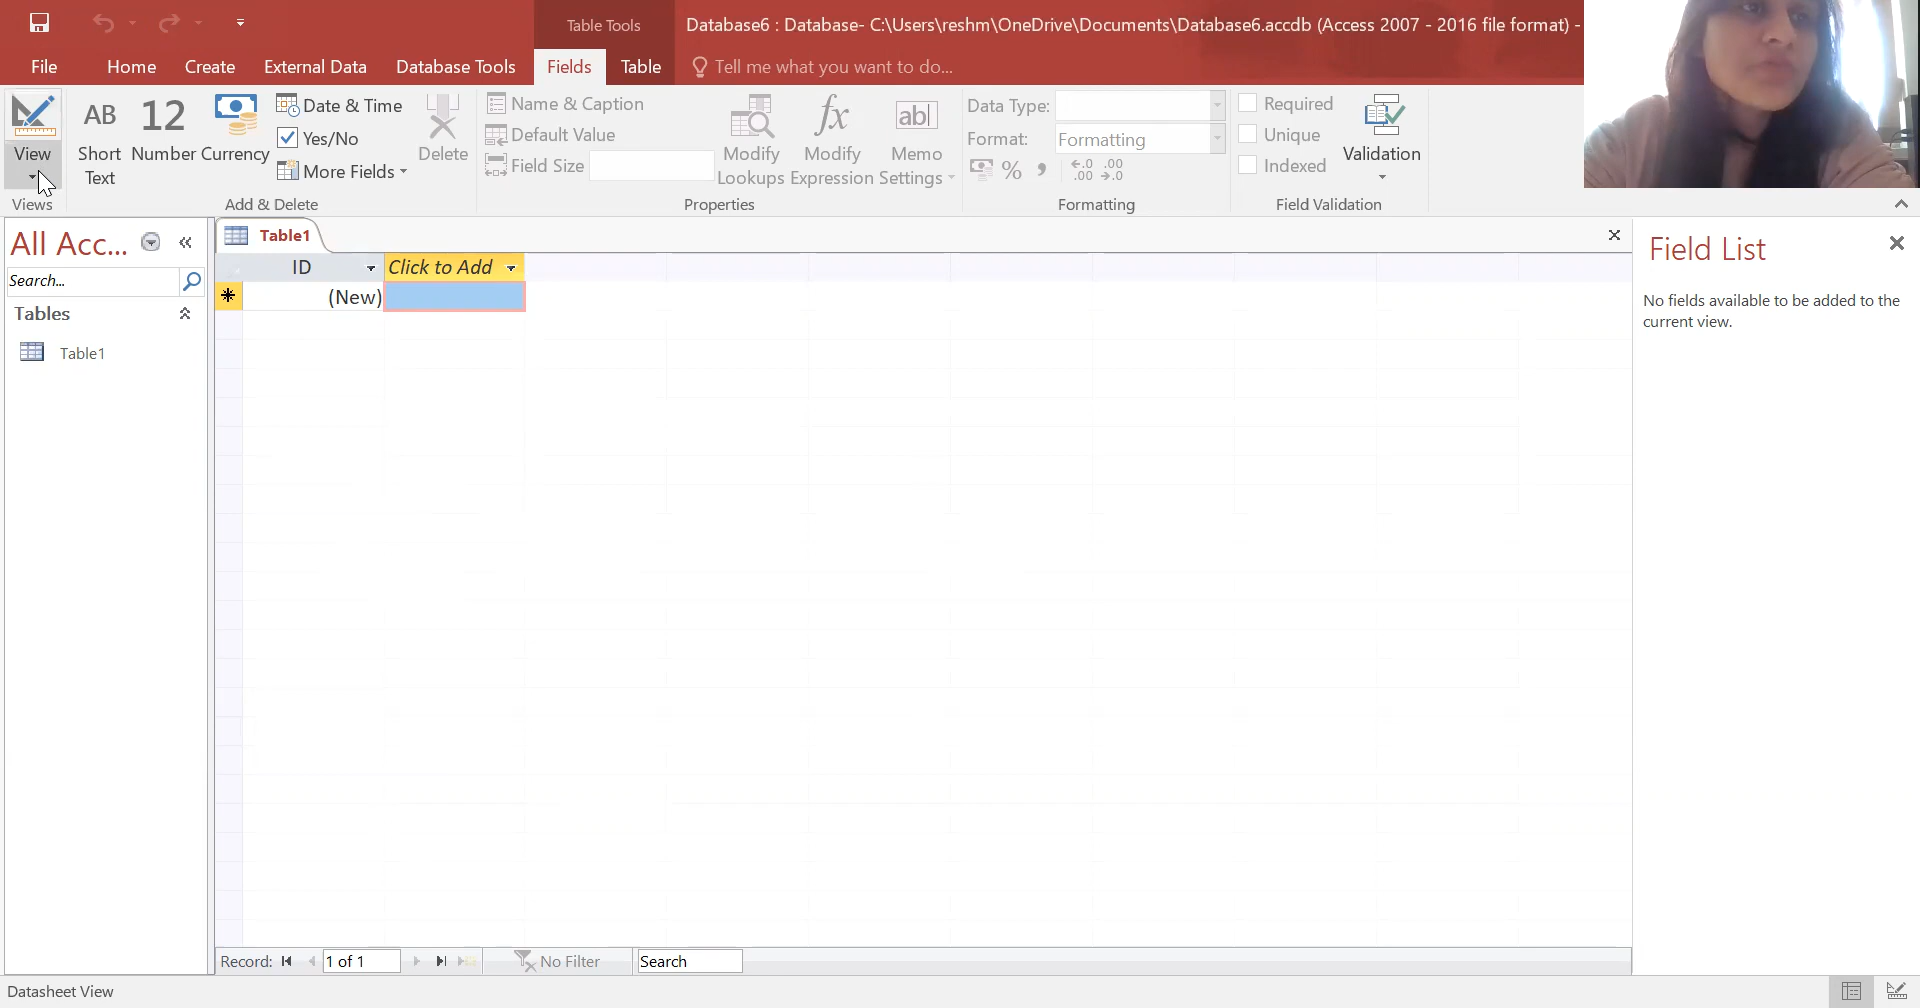 Table Tools
Database6 : Database- C:\Users\reshm\OneDrive\Documents\Database6.accdb (Access 2007 - 2016 file format) -
File Home Create External Data Database Tools Fields Table Tell me what you want to do...
View
Views
AB
Short
Text
12
Number
Currency
Date & Time
Yes/No
More Fields
Delete
Add & Delete
Name & Caption
Default Value
Field Size
Modify
Lookups
fx
Modify
Expression
ab|
Memo
Settings
Properties
Data Type:
Format: Formatting
% , ←.0 .00
.00 →.0
Formatting
Required
Unique
Indexed
Validation
Field Validation
All Acc...
Search...
Tables
Table1
Table1
ID Click to Add
(New)
Field List
No fields available to be added to the
current view.
Record: 1 of 1 No Filter Search
Datasheet View